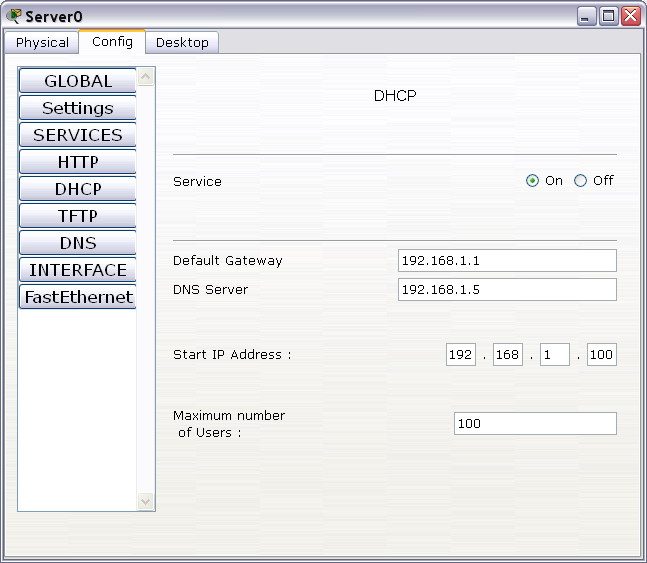 Server0
Physical Config Desktop
GLOBAL
Settings
SERVICES
HTTP
DHCP
TFTP
DNS
INTERFACE
FastEthernet
DHCP
Service On Off
Default Gateway 192.168.1.1
DNS Server 192.168.1.5
Start IP Address : 192 . 168 . 1 . 100
Maximum number
of Users : 100